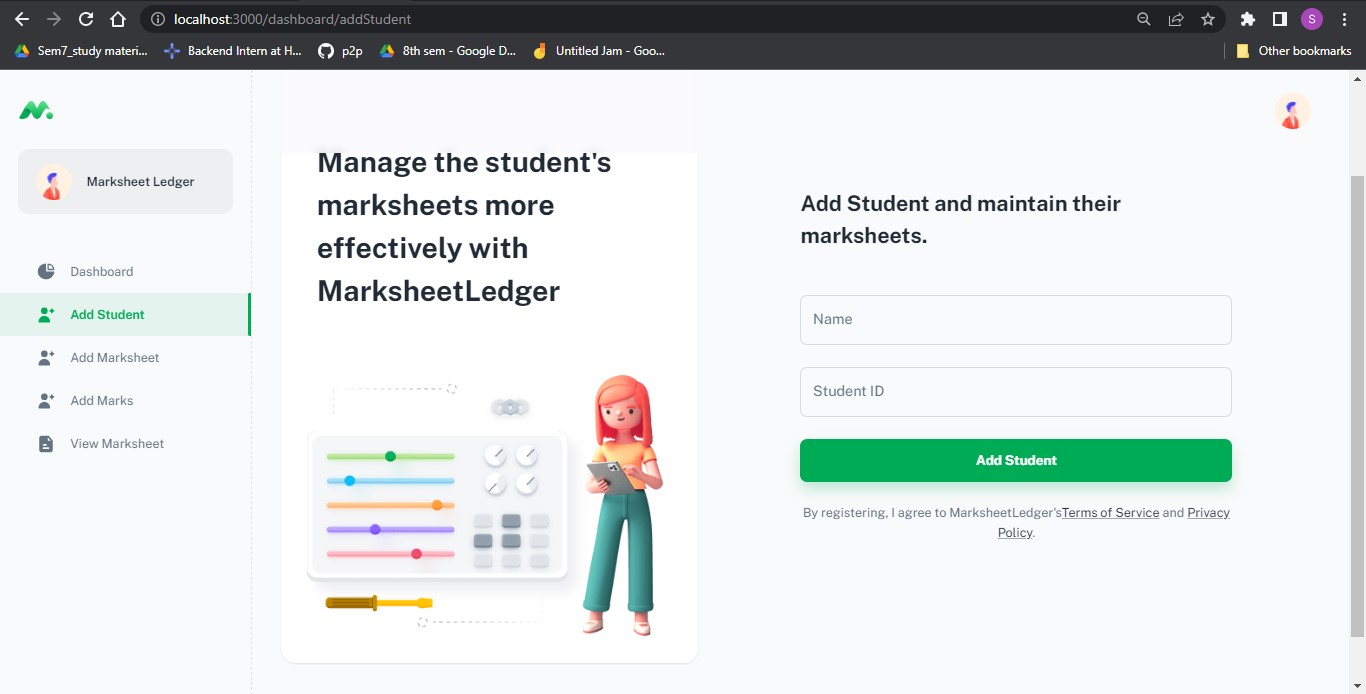 localhost:3000/dashboard/addStudent
S
Sem7_study materi...
Backend Intern at H...
p2p
8th sem - Google D...
Untitled Jam - Goo...
Other bookmarks
Marksheet Ledger
Dashboard
Add Student
Add Marksheet
Add Marks
View Marksheet
Manage the student's
marksheets more
effectively with
MarksheetLedger
Add Student and maintain their
marksheets.
Name
Student ID
Add Student
By registering, I agree to MarksheetLedger'sTerms of Service and Privacy
Policy.